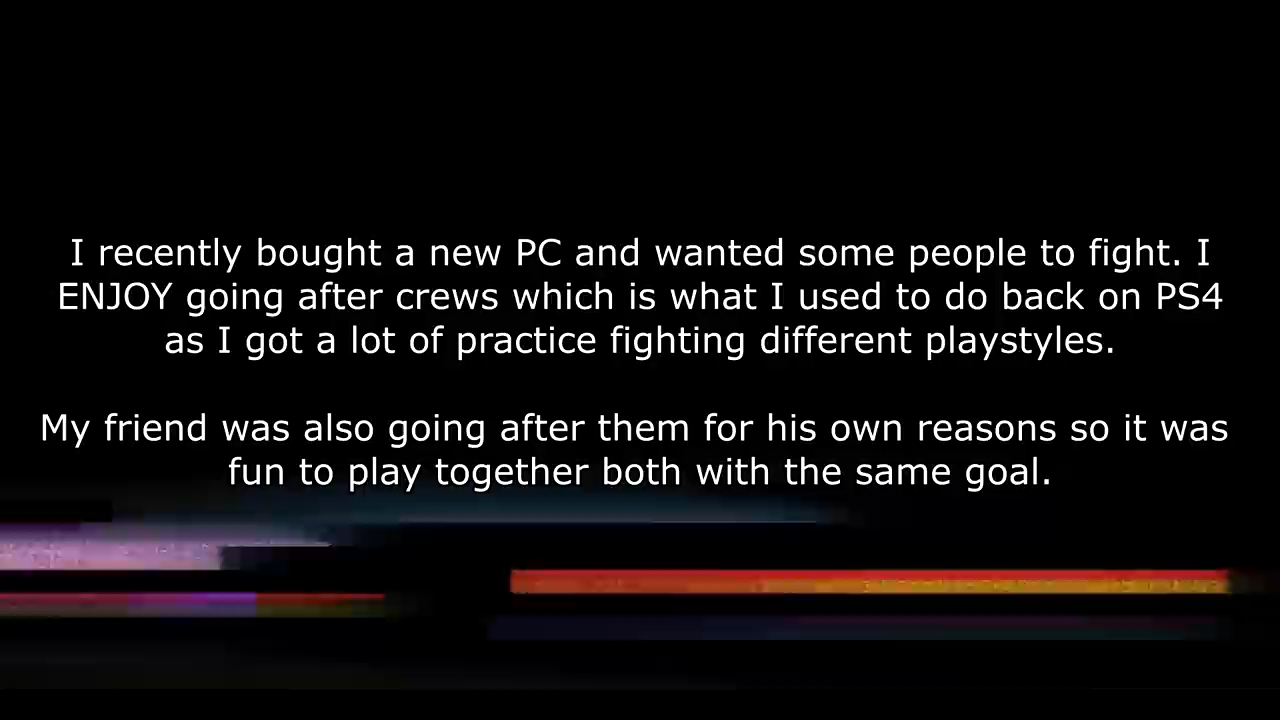 I recently bought a new PC and wanted some people to fight. I
ENJOY going after crews which is what I used to do back on PS4
as I got a lot of practice fighting different playstyles.
My friend was also going after them for his own reasons so it was
fun to play together both with the same goal.